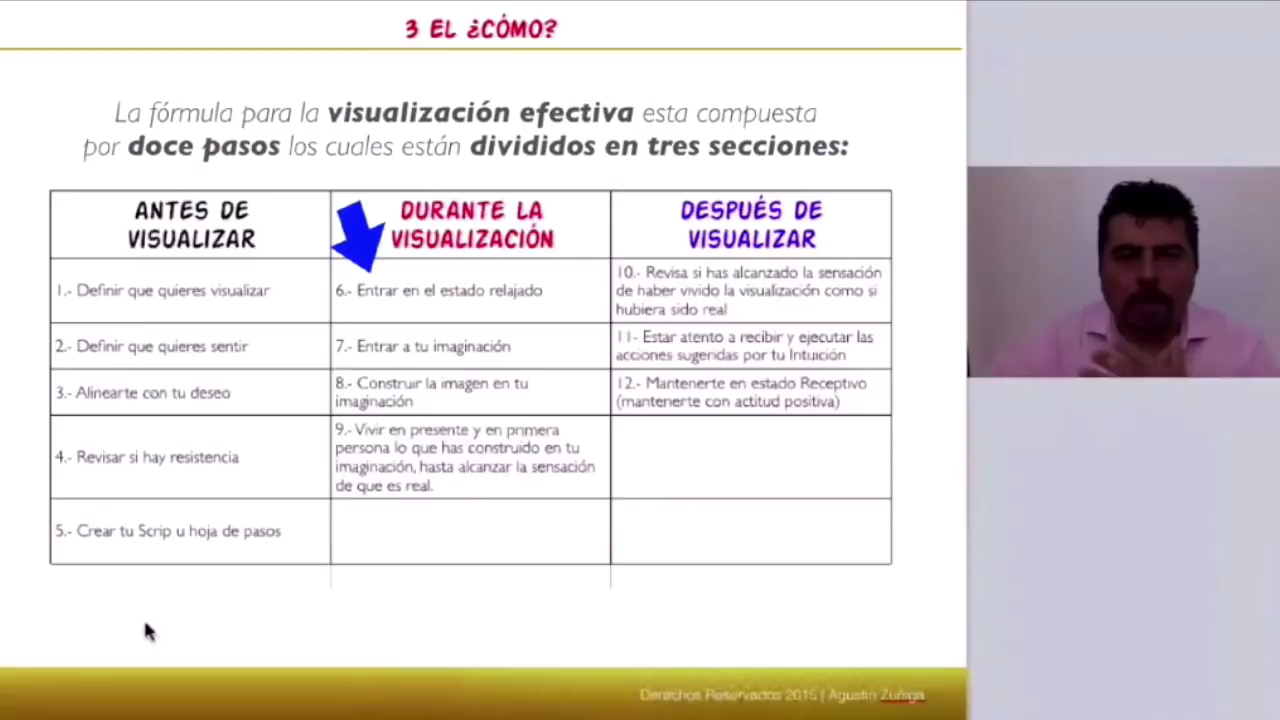 3 EL ¿CÓMO?
La fórmula para la visualización efectiva esta compuesta
por doce pasos los cuales están divididos en tres secciones:
ANTES DE
VISUALIZAR
DURANTE LA
VISUALIZACIÓN
DESPUÉS DE
VISUALIZAR
1.- Definir que quieres visualizar
6.- Entrar en el estado relajado
10.- Revisa si has alcanzado la sensación
de haber vivido la visualización como si
hubiera sido real
2.- Definir que quieres sentir
7.- Entrar a tu imaginación
11- Estar atento a recibir y ejecutar las
acciones sugeridas por tu Intuición
3.- Alinearte con tu deseo
8.- Construir la imagen en tu
imaginación
12.- Mantenerte en estado Receptivo
(mantenerte con actitud positiva)
4.- Revisar si hay resistencia
9.- Vivir en presente y en primera
persona lo que has construido en tu
imaginación, hasta alcanzar la sensación
de que es real.
5.- Crear tu Scrip u hoja de pasos
Derechos Reservados 2015 | Agustin Zuñiga